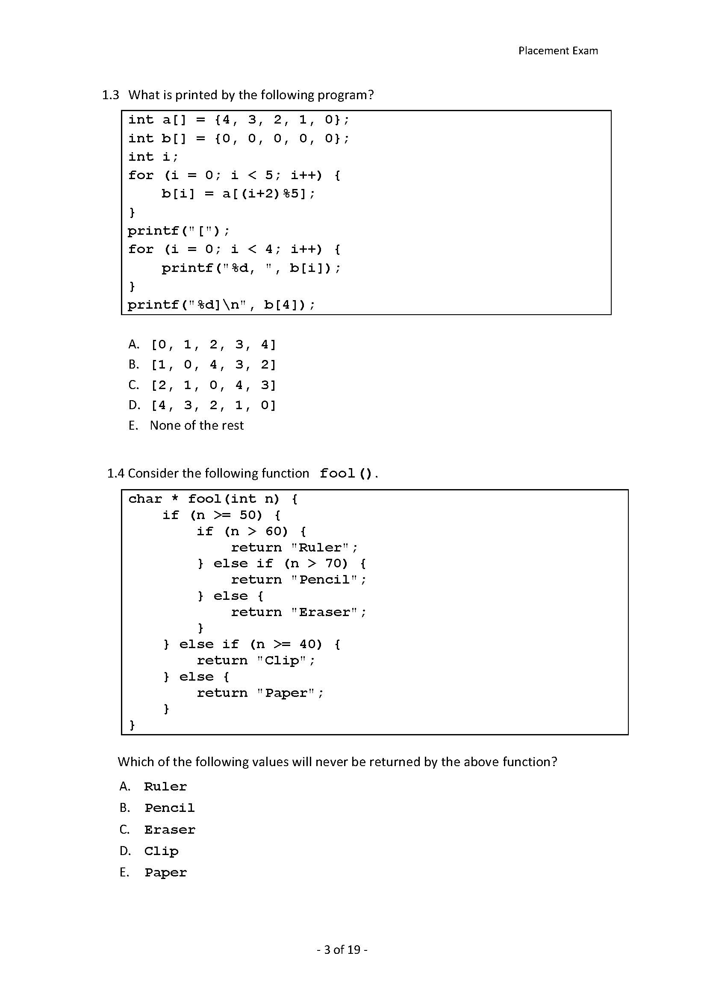 Placement Exam
1.3 What is printed by the following program?
int a[] = {4, 3, 2, 1, 0};
int b[] = {0, 0, 0, 0, 0};
int i;
for (i = 0; i < 5; i++) {
    b[i] = a[(i+2)%5];
}
printf("[");
for (i = 0; i < 4; i++) {
    printf("%d, ", b[i]);
}
printf("%d]\n", b[4]);
A. [0, 1, 2, 3, 4]
B. [1, 0, 4, 3, 2]
C. [2, 1, 0, 4, 3]
D. [4, 3, 2, 1, 0]
E. None of the rest
1.4 Consider the following function fool().
char * fool(int n) {
    if (n >= 50) {
        if (n > 60) {
            return "Ruler";
        } else if (n > 70) {
            return "Pencil";
        } else {
            return "Eraser";
        }
    } else if (n >= 40) {
        return "Clip";
    } else {
        return "Paper";
    }
}
Which of the following values will never be returned by the above function?
A. Ruler
B. Pencil
C. Eraser
D. Clip
E. Paper
- 3 of 19 -